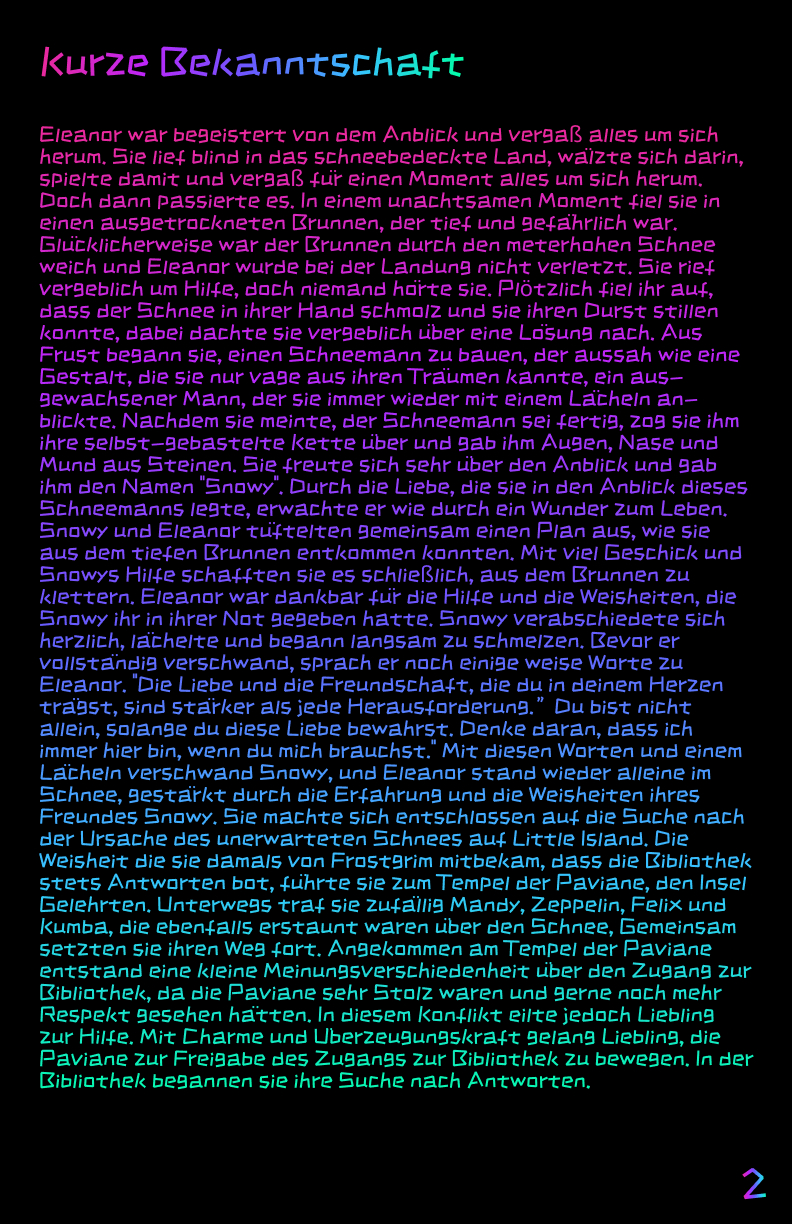 Kurze Bekanntschaft
Eleanor war begeistert von dem Anblick und vergaß alles um sich
herum. Sie lief blind in das schneebedeckte Land, wälzte sich darin,
spielte damit und vergaß für einen Moment alles um sich herum.
Doch dann passierte es. In einem unachtsamen Moment fiel sie in
einen ausgetrockneten Brunnen, der tief und gefährlich war.
Glücklicherweise war der Brunnen durch den meterhohen Schnee
weich und Eleanor wurde bei der Landung nicht verletzt. Sie rief
vergeblich um Hilfe, doch niemand hörte sie. Plötzlich fiel ihr auf,
dass der Schnee in ihrer Hand schmolz und sie ihren Durst stillen
konnte, dabei dachte sie vergeblich über eine Lösung nach. Aus
Frust begann sie, einen Schneemann zu bauen, der aussah wie eine
Gestalt, die sie nur vage aus ihren Träumen kannte, ein aus-
gewachsener Mann, der sie immer wieder mit einem Lächeln an-
blickte. Nachdem sie meinte, der Schneemann sei fertig, zog sie ihm
ihre selbst-gebastelte Kette über und gab ihm Augen, Nase und
Mund aus Steinen. Sie freute sich sehr über den Anblick und gab
ihm den Namen "Snowy". Durch die Liebe, die sie in den Anblick dieses
Schneemanns legte, erwachte er wie durch ein Wunder zum Leben.
Snowy und Eleanor tüftelten gemeinsam einen Plan aus, wie sie
aus dem tiefen Brunnen entkommen konnten. Mit viel Geschick und
Snowys Hilfe schafften sie es schließlich, aus dem Brunnen zu
klettern. Eleanor war dankbar für die Hilfe und die Weisheiten, die
Snowy ihr in ihrer Not gegeben hatte. Snowy verabschiedete sich
herzlich, lächelte und begann langsam zu schmelzen. Bevor er
vollständig verschwand, sprach er noch einige weise Worte zu
Eleanor. "Die Liebe und die Freundschaft, die du in deinem Herzen
trägst, sind stärker als jede Herausforderung.” Du bist nicht
allein, solange du diese Liebe bewahrst. Denke daran, dass ich
immer hier bin, wenn du mich brauchst." Mit diesen Worten und einem
Lächeln verschwand Snowy, und Eleanor stand wieder alleine im
Schnee, gestärkt durch die Erfahrung und die Weisheiten ihres
Freundes Snowy. Sie machte sich entschlossen auf die Suche nach
der Ursache des unerwarteten Schnees auf Little Island. Die
Weisheit die sie damals von Frostgrim mitbekam, dass die Bibliothek
stets Antworten bot, führte sie zum Tempel der Paviane, den Insel
Gelehrten. Unterwegs traf sie zufällig Mandy, Zeppelin, Felix und
Kumba, die ebenfalls erstaunt waren über den Schnee, Gemeinsam
setzten sie ihren Weg fort. Angekommen am Tempel der Paviane
entstand eine kleine Meinungsverschiedenheit über den Zugang zur
Bibliothek, da die Paviane sehr Stolz waren und gerne noch mehr
Respekt gesehen hätten. In diesem Konflikt eilte jedoch Liebling
zur Hilfe. Mit Charme und Überzeugungskraft gelang Liebling, die
Paviane zur Freigabe des Zugangs zur Bibliothek zu bewegen. In der
Bibliothek begannen sie ihre Suche nach Antworten.
2